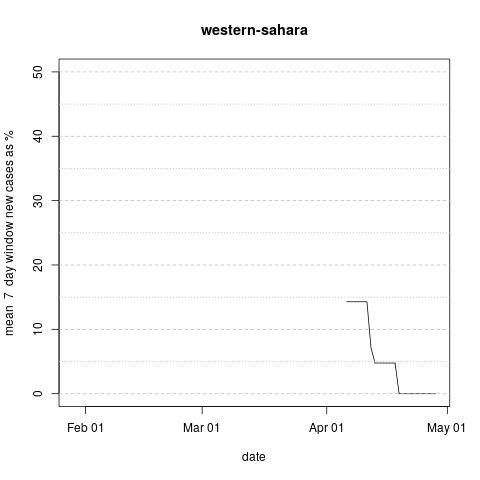 western-sahara
mean 7 day window new cases as %
50
40
30
20
10
0
Feb 01
Mar 01
Apr 01
May 01
date